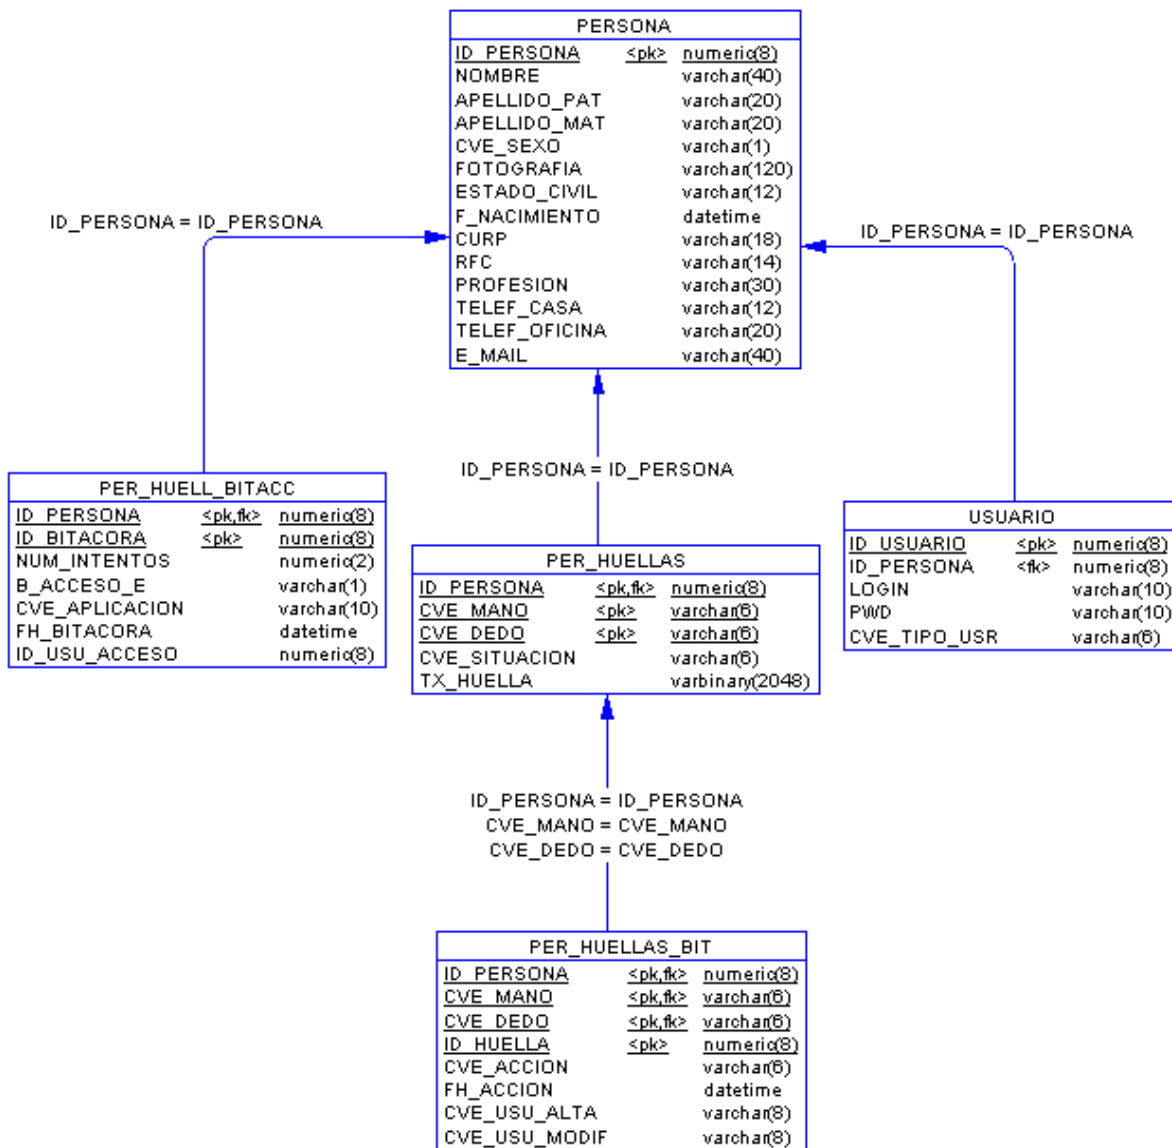 PERSONA
ID_PERSONA <pk> numeric(8)
NOMBRE varchar(40)
APELLIDO_PAT varchar(20)
APELLIDO_MAT varchar(20)
CVE_SEXO varchar(1)
FOTOGRAFIA varchar(120)
ESTADO_CIVIL varchar(12)
F_NACIMIENTO datetime
CURP varchar(18)
RFC varchar(14)
PROFESION varchar(30)
TELEF_CASA varchar(12)
TELEF_OFICINA varchar(20)
E_MAIL varchar(40)
ID_PERSONA = ID_PERSONA
ID_PERSONA = ID_PERSONA
ID_PERSONA = ID_PERSONA
PER_HUELL_BITACC
ID_PERSONA <pk,fk> numeric(8)
ID_BITACORA <pk> numeric(8)
NUM_INTENTOS numeric(2)
B_ACCESO_E varchar(1)
CVE_APLICACION varchar(10)
FH_BITACORA datetime
ID_USU_ACCESO numeric(8)
PER_HUELLAS
ID_PERSONA <pk,fk> numeric(8)
CVE_MANO <pk> varchar(6)
CVE_DEDO <pk> varchar(6)
CVE_SITUACION varchar(6)
TX_HUELLA varbinary(2048)
USUARIO
ID_USUARIO <pk> numeric(8)
ID_PERSONA <fk> numeric(8)
LOGIN varchar(10)
PWD varchar(10)
CVE_TIPO_USR varchar(6)
ID_PERSONA = ID_PERSONA
CVE_MANO = CVE_MANO
CVE_DEDO = CVE_DEDO
PER_HUELLAS_BIT
ID_PERSONA <pk,fk> numeric(8)
CVE_MANO <pk,fk> varchar(6)
CVE_DEDO <pk,fk> varchar(6)
ID_HUELLA <pk> numeric(8)
CVE_ACCION varchar(6)
FH_ACCION datetime
CVE_USU_ALTA varchar(8)
CVE_USU_MODIF varchar(8)